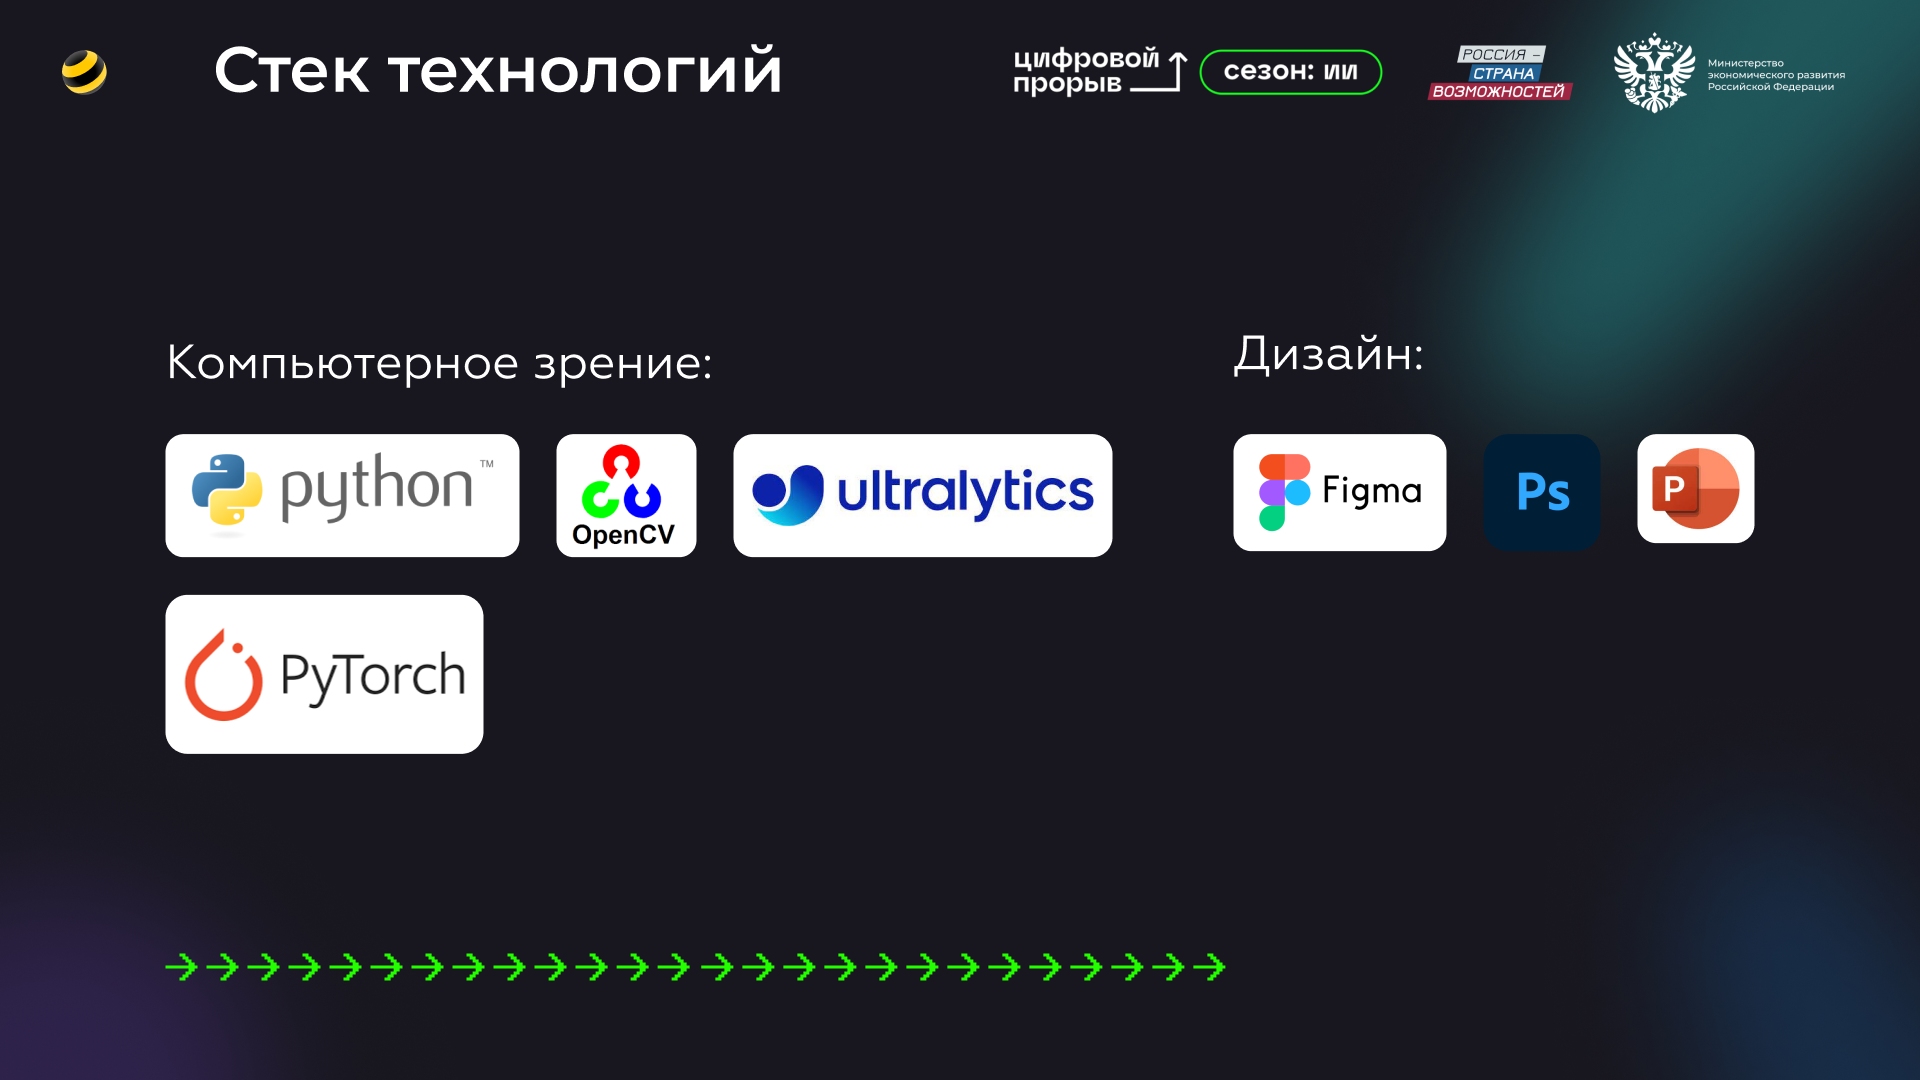 Стек технологий
цифровой
прорыв
сезон: ии
РОССИЯ –
СТРАНА
ВОЗМОЖНОСТЕЙ
Министерство
экономического развития
Российской Федерации
Компьютерное зрение:
Дизайн:
python™
OpenCV
ultralytics
Figma
Ps
P
PyTorch